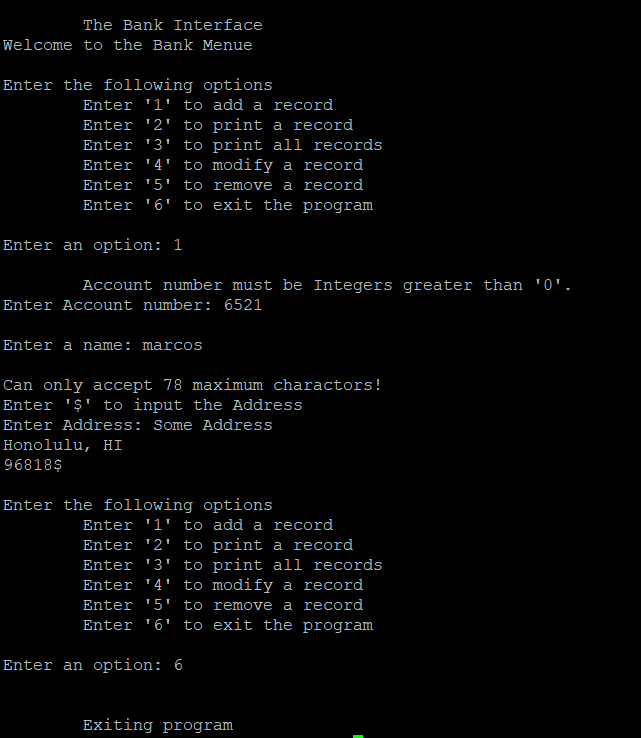 The Bank Interface
Welcome to the Bank Menue
Enter the following options
Enter '1' to add a record
Enter '2' to print a record
Enter '3' to print all records
Enter '4' to modify a record
Enter '5' to remove a record
Enter '6' to exit the program
Enter an option: 1
Account number must be Integers greater than '0'.
Enter Account number: 6521
Enter a name: marcos
Can only accept 78 maximum charactors!
Enter '$' to input the Address
Enter Address: Some Address
Honolulu, HI
96818$
Enter the following options
Enter '1' to add a record
Enter '2' to print a record
Enter '3' to print all records
Enter '4' to modify a record
Enter '5' to remove a record
Enter '6' to exit the program
Enter an option: 6
Exiting program